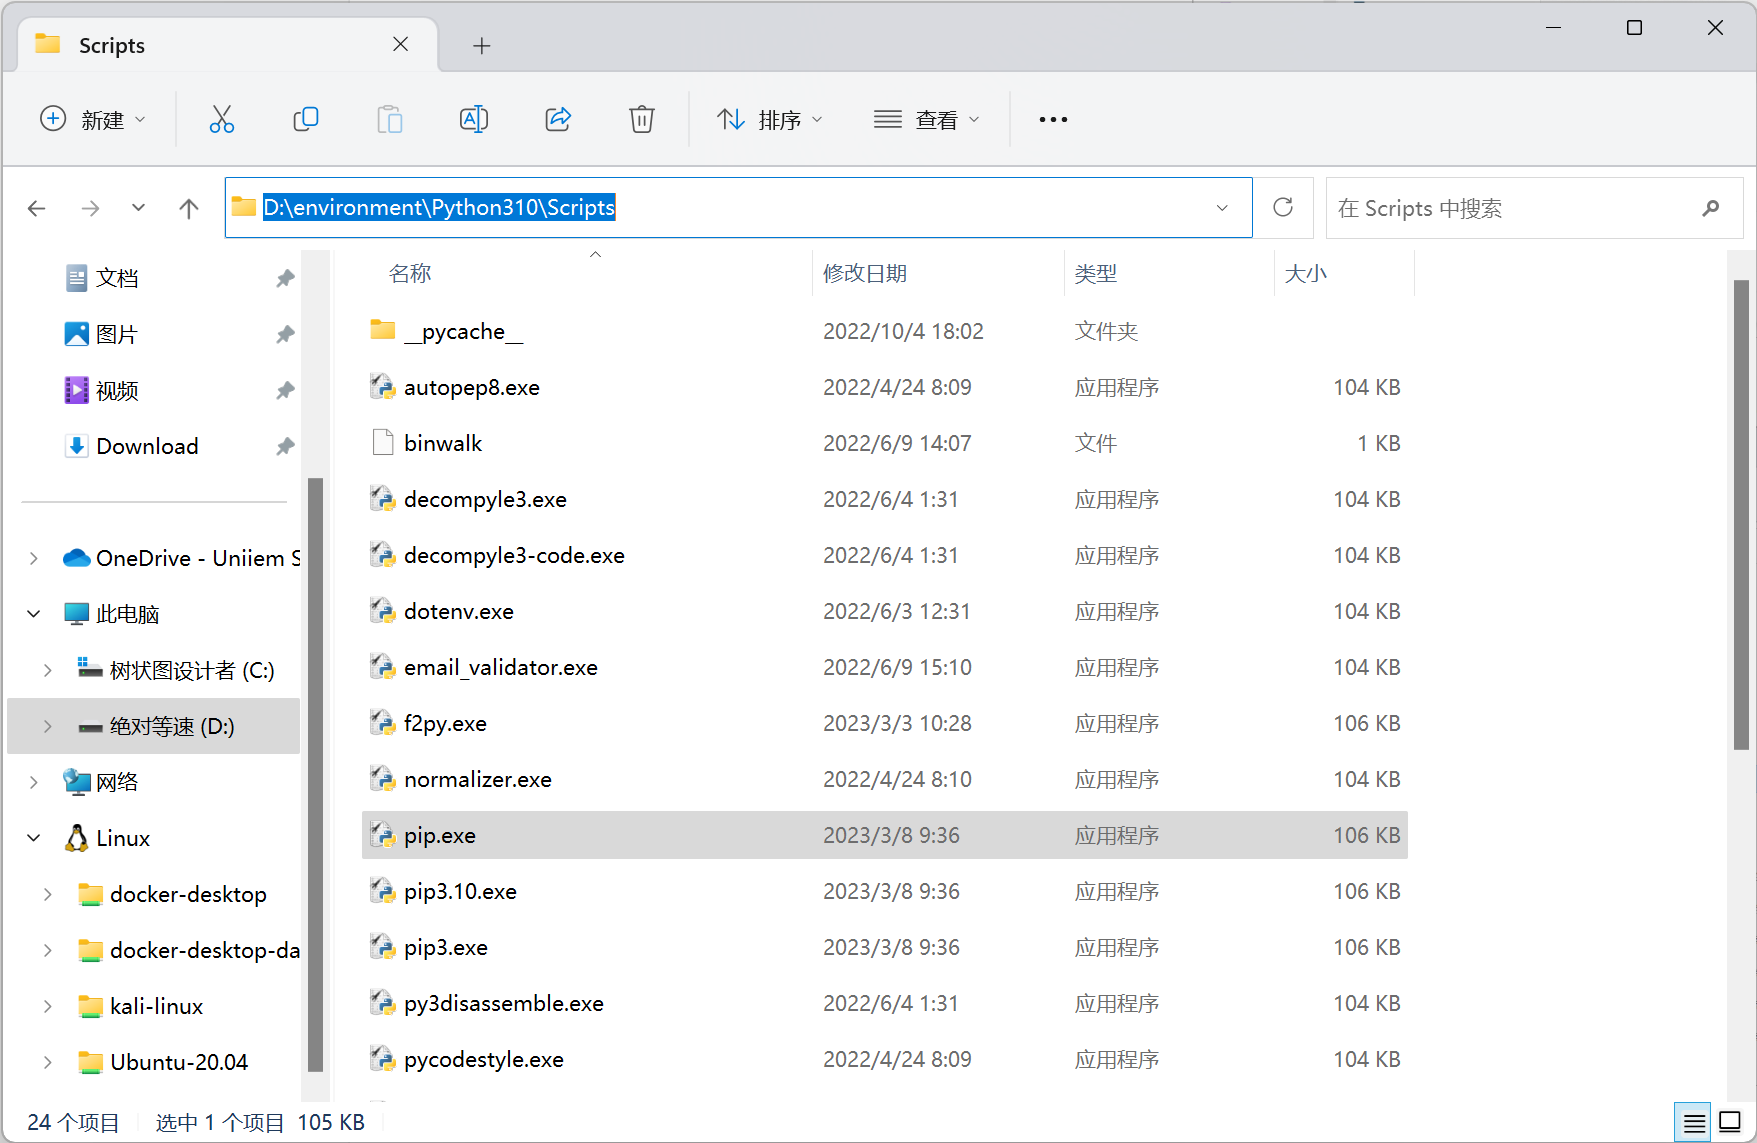 Scripts
新建
排序
查看
D:\environment\Python310\Scripts
在 Scripts 中搜索
文档
图片
视频
Download
OneDrive - Uniiem S
此电脑
树状图设计者 (C:)
绝对等速 (D:)
网络
Linux
docker-desktop
docker-desktop-da
kali-linux
Ubuntu-20.04
名称 修改日期 类型 大小
__pycache__ 2022/10/4 18:02 文件夹
autopep8.exe 2022/4/24 8:09 应用程序 104 KB
binwalk 2022/6/9 14:07 文件 1 KB
decompyle3.exe 2022/6/4 1:31 应用程序 104 KB
decompyle3-code.exe 2022/6/4 1:31 应用程序 104 KB
dotenv.exe 2022/6/3 12:31 应用程序 104 KB
email_validator.exe 2022/6/9 15:10 应用程序 104 KB
f2py.exe 2023/3/3 10:28 应用程序 106 KB
normalizer.exe 2022/4/24 8:10 应用程序 104 KB
pip.exe 2023/3/8 9:36 应用程序 106 KB
pip3.10.exe 2023/3/8 9:36 应用程序 106 KB
pip3.exe 2023/3/8 9:36 应用程序 106 KB
py3disassemble.exe 2022/6/4 1:31 应用程序 104 KB
pycodestyle.exe 2022/4/24 8:09 应用程序 104 KB
24 个项目 选中 1 个项目 105 KB